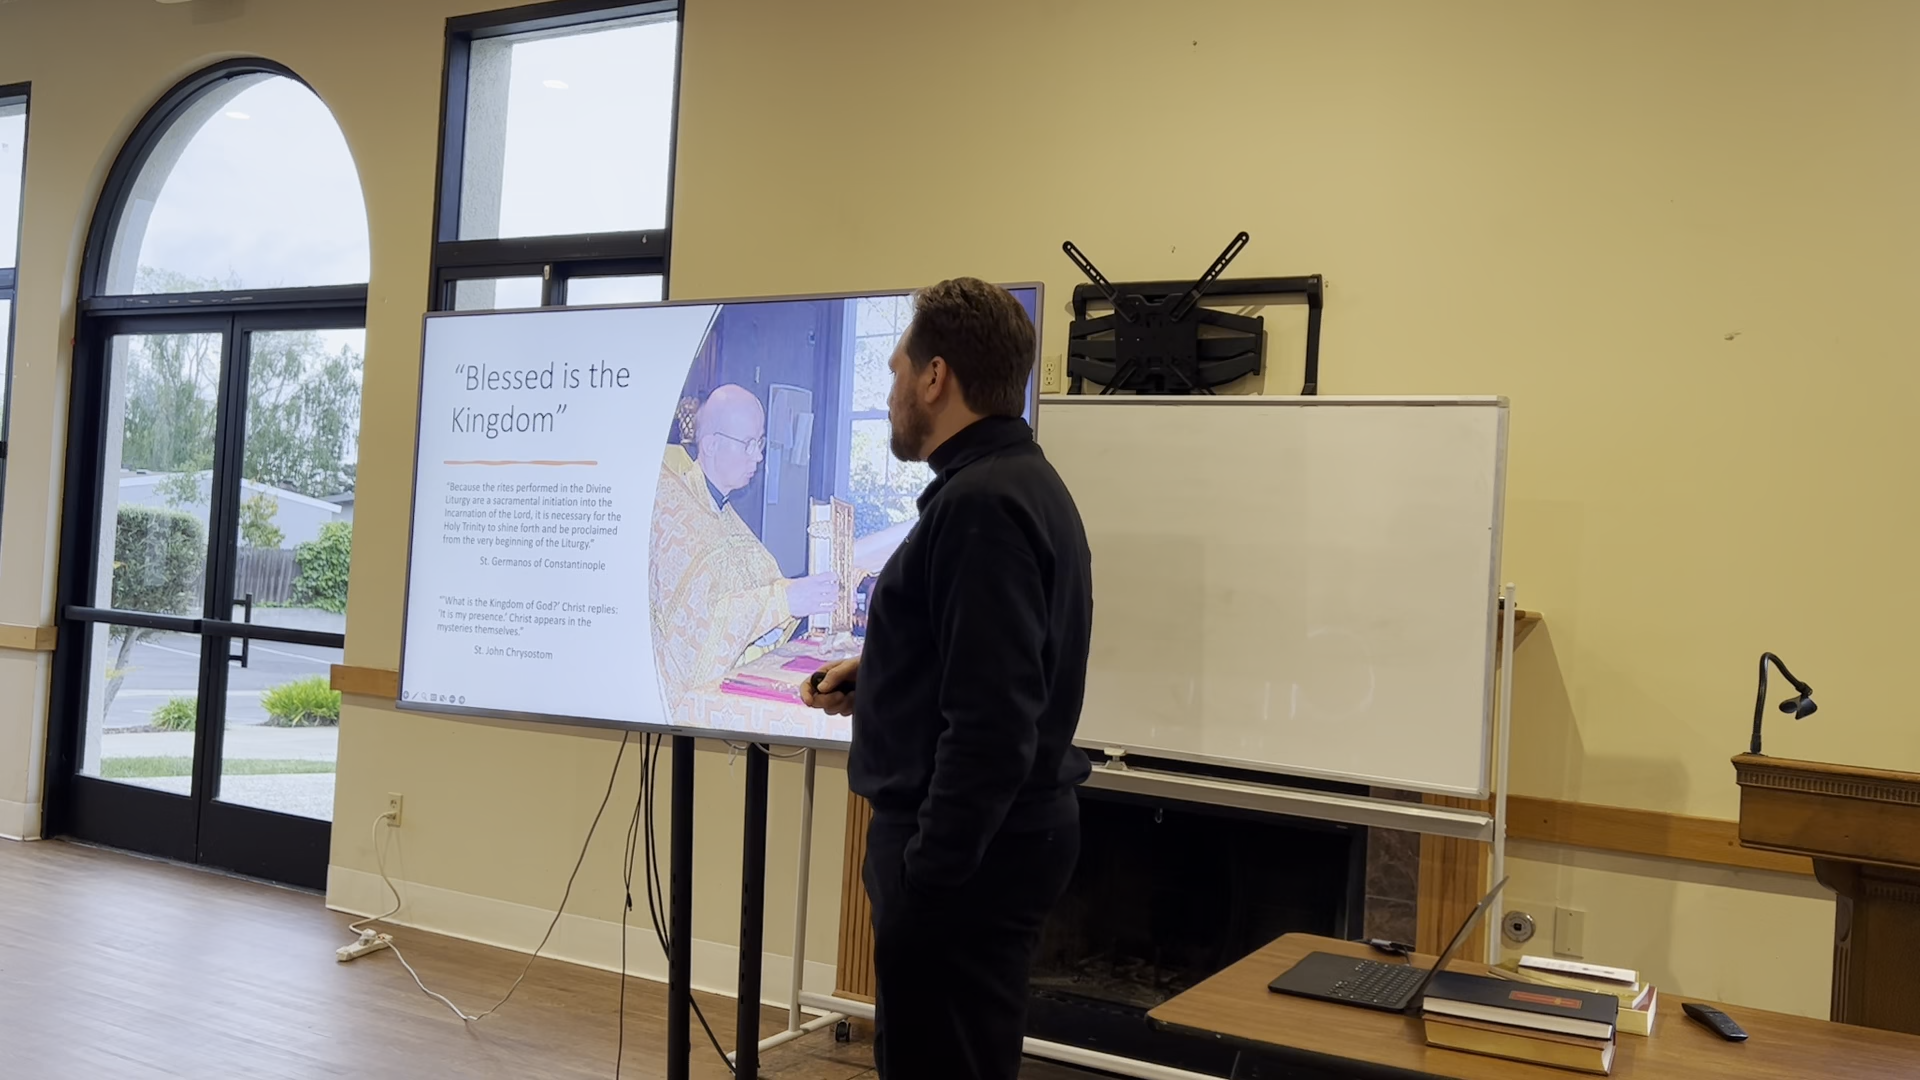 “Blessed is the
Kingdom”
“Because the rites performed in the Divine
Liturgy are a sacramental initiation into the
Incarnation of the Lord, it is necessary for the
Holy Trinity to shine forth and be proclaimed
from the very beginning of the Liturgy.”
St. Germanos of Constantinople
“‘What is the Kingdom of God?’ Christ replies:
‘It is my presence.’ Christ appears in the
mysteries themselves.”
St. John Chrysostom